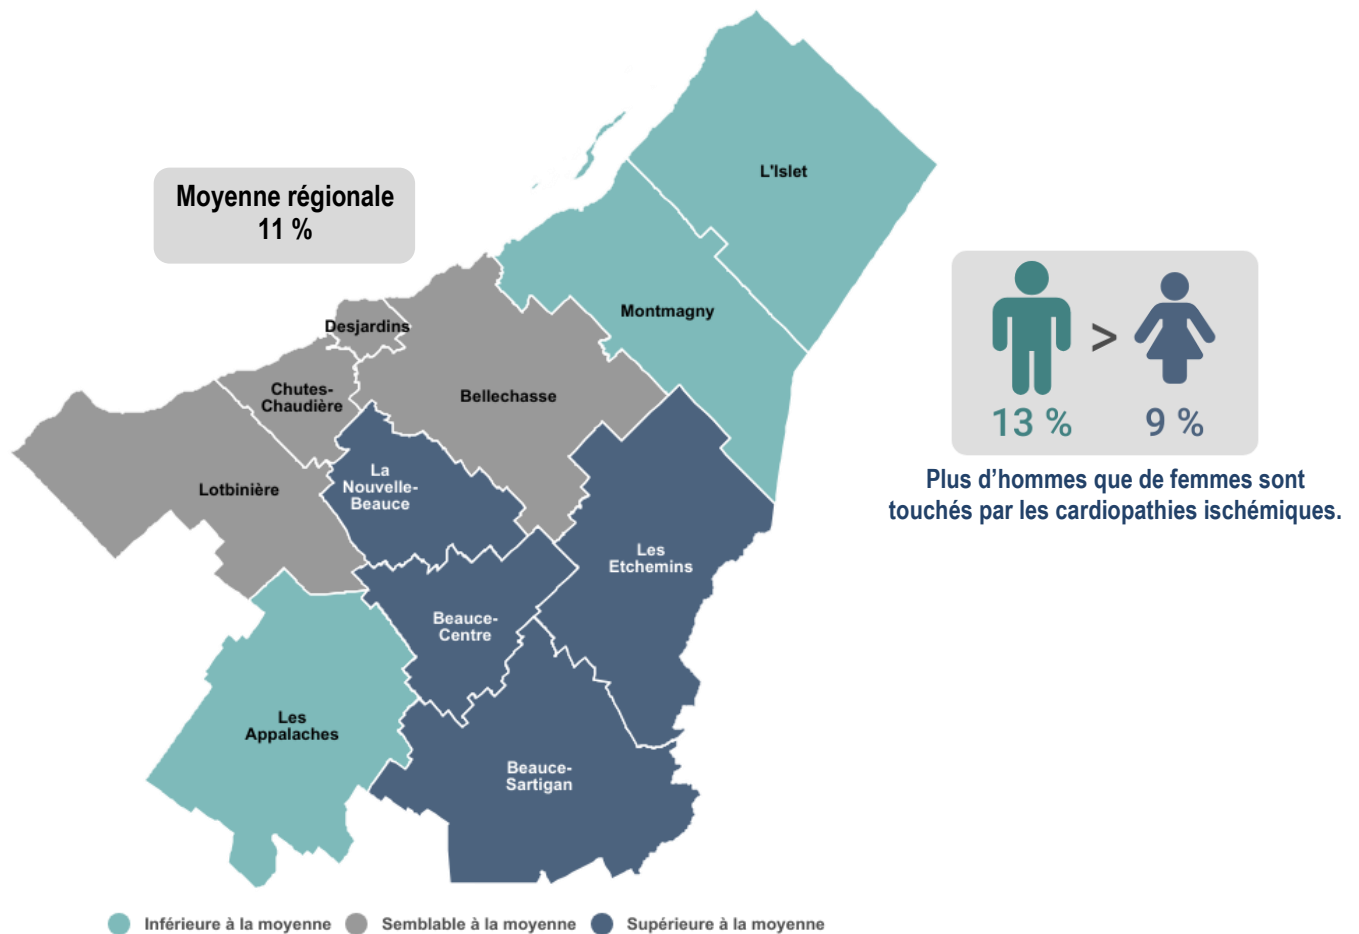 Moyenne régionale
11 %
L'Islet
Montmagny
Desjardins
Chutes-
Chaudière
Bellechasse
La
Nouvelle-
Beauce
Lotbinière
Les
Etchemins
Beauce-
Centre
Les
Appalaches
Beauce-
Sartigan
>
13 %
9 %
Plus d’hommes que de femmes sont
touchés par les cardiopathies ischémiques.
Inférieure à la moyenne
Semblable à la moyenne
Supérieure à la moyenne